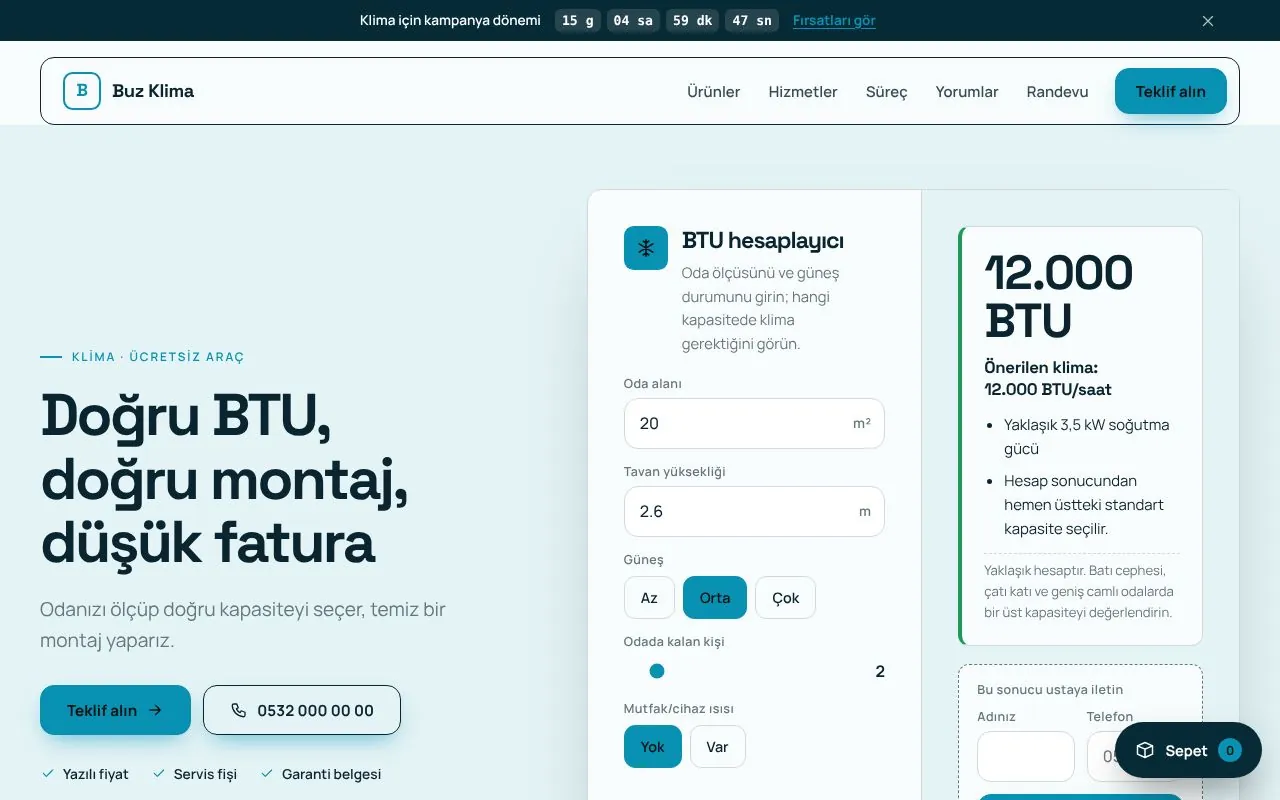 Klima için kampanya dönemi 15 g 04 sa 59 dk 47 sn Fırsatları gör
B Buz Klima
Ürünler Hizmetler Süreç Yorumlar Randevu Teklif alın
KLİMA · ÜCRETSİZ ARAÇ
Doğru BTU,
doğru montaj,
düşük fatura
Odanızı ölçüp doğru kapasiteyi seçer, temiz bir
montaj yaparız.
Teklif alın → 0532 000 00 00
Yazılı fiyat Servis fişi Garanti belgesi
BTU hesaplayıcı
Oda ölçüsünü ve güneş
durumunu girin; hangi
kapasitede klima
gerektiğini görün.
Oda alanı
20 m²
Tavan yüksekliği
2.6 m
Güneş
Az Orta Çok
Odada kalan kişi
2
Mutfak/cihaz ısısı
Yok Var
12.000
BTU
Önerilen klima:
12.000 BTU/saat
• Yaklaşık 3,5 kW soğutma
gücü
• Hesap sonucundan
hemen üstteki standart
kapasite seçilir.
Yaklaşık hesaptır. Batı cephesi,
çatı katı ve geniş camlı odalarda
bir üst kapasiteyi değerlendirin.
Bu sonucu ustaya iletin
Adınız Telefon
Sepet 0